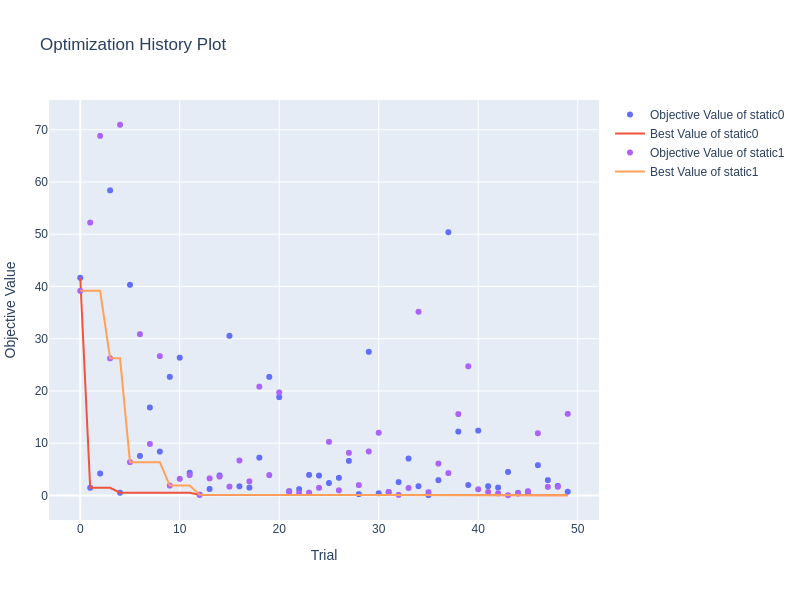 Optimization History Plot
Objective Value of static0
Best Value of static0
Objective Value of static1
Best Value of static1
Objective Value
70
60
50
40
30
20
10
0
0 10 20 30 40 50
Trial